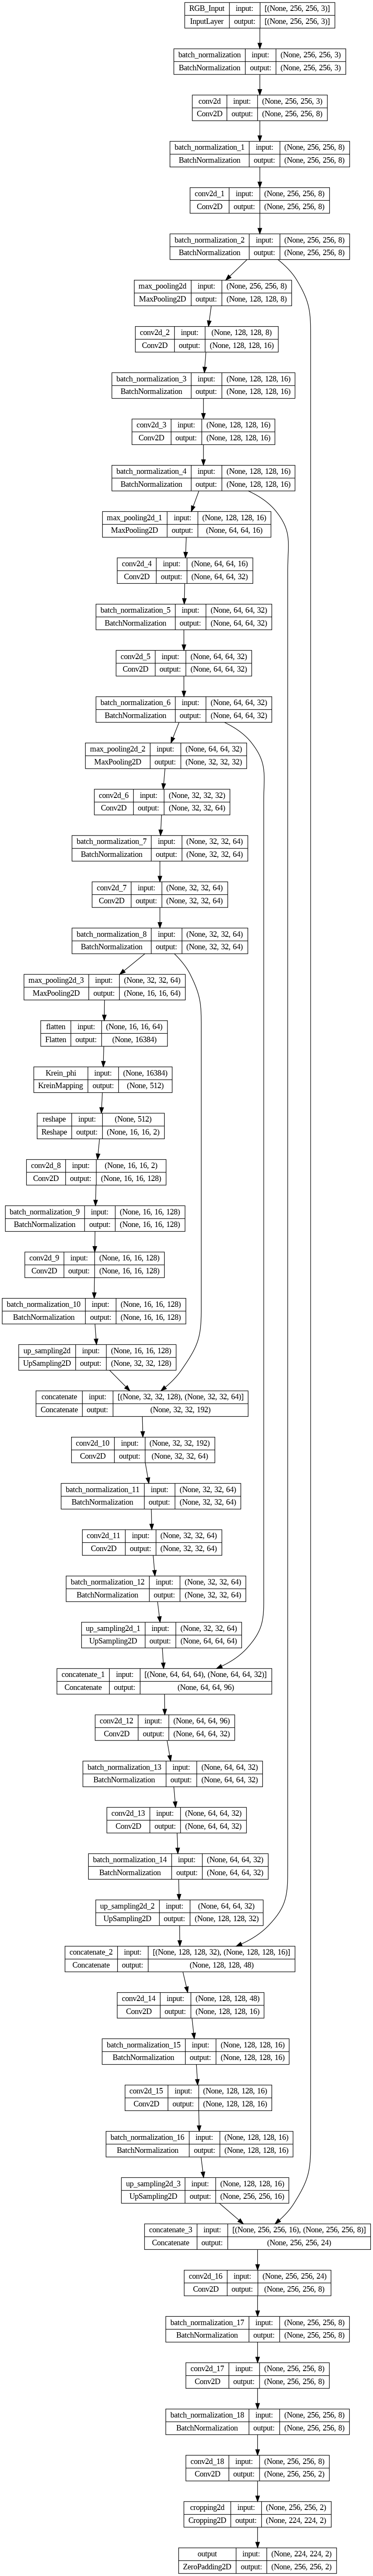 RGB_Input input: [(None, 256, 256, 3)]
InputLayer output: [(None, 256, 256, 3)]
batch_normalization input: (None, 256, 256, 3)
BatchNormalization output: (None, 256, 256, 3)
conv2d input: (None, 256, 256, 3)
Conv2D output: (None, 256, 256, 8)
batch_normalization_1 input: (None, 256, 256, 8)
BatchNormalization output: (None, 256, 256, 8)
conv2d_1 input: (None, 256, 256, 8)
Conv2D output: (None, 256, 256, 8)
batch_normalization_2 input: (None, 256, 256, 8)
BatchNormalization output: (None, 256, 256, 8)
max_pooling2d input: (None, 256, 256, 8)
MaxPooling2D output: (None, 128, 128, 8)
conv2d_2 input: (None, 128, 128, 8)
Conv2D output: (None, 128, 128, 16)
batch_normalization_3 input: (None, 128, 128, 16)
BatchNormalization output: (None, 128, 128, 16)
conv2d_3 input: (None, 128, 128, 16)
Conv2D output: (None, 128, 128, 16)
batch_normalization_4 input: (None, 128, 128, 16)
BatchNormalization output: (None, 128, 128, 16)
max_pooling2d_1 input: (None, 128, 128, 16)
MaxPooling2D output: (None, 64, 64, 16)
conv2d_4 input: (None, 64, 64, 16)
Conv2D output: (None, 64, 64, 32)
batch_normalization_5 input: (None, 64, 64, 32)
BatchNormalization output: (None, 64, 64, 32)
conv2d_5 input: (None, 64, 64, 32)
Conv2D output: (None, 64, 64, 32)
batch_normalization_6 input: (None, 64, 64, 32)
BatchNormalization output: (None, 64, 64, 32)
max_pooling2d_2 input: (None, 64, 64, 32)
MaxPooling2D output: (None, 32, 32, 32)
conv2d_6 input: (None, 32, 32, 32)
Conv2D output: (None, 32, 32, 64)
batch_normalization_7 input: (None, 32, 32, 64)
BatchNormalization output: (None, 32, 32, 64)
conv2d_7 input: (None, 32, 32, 64)
Conv2D output: (None, 32, 32, 64)
batch_normalization_8 input: (None, 32, 32, 64)
BatchNormalization output: (None, 32, 32, 64)
max_pooling2d_3 input: (None, 32, 32, 64)
MaxPooling2D output: (None, 16, 16, 64)
flatten input: (None, 16, 16, 64)
Flatten output: (None, 16384)
Krein_phi input: (None, 16384)
KreinMapping output: (None, 512)
reshape input: (None, 512)
Reshape output: (None, 16, 16, 2)
conv2d_8 input: (None, 16, 16, 2)
Conv2D output: (None, 16, 16, 128)
batch_normalization_9 input: (None, 16, 16, 128)
BatchNormalization output: (None, 16, 16, 128)
conv2d_9 input: (None, 16, 16, 128)
Conv2D output: (None, 16, 16, 128)
batch_normalization_10 input: (None, 16, 16, 128)
BatchNormalization output: (None, 16, 16, 128)
up_sampling2d input: (None, 16, 16, 128)
UpSampling2D output: (None, 32, 32, 128)
concatenate input: [(None, 32, 32, 128), (None, 32, 32, 64)]
Concatenate output: (None, 32, 32, 192)
conv2d_10 input: (None, 32, 32, 192)
Conv2D output: (None, 32, 32, 64)
batch_normalization_11 input: (None, 32, 32, 64)
BatchNormalization output: (None, 32, 32, 64)
conv2d_11 input: (None, 32, 32, 64)
Conv2D output: (None, 32, 32, 64)
batch_normalization_12 input: (None, 32, 32, 64)
BatchNormalization output: (None, 32, 32, 64)
up_sampling2d_1 input: (None, 32, 32, 64)
UpSampling2D output: (None, 64, 64, 64)
concatenate_1 input: [(None, 64, 64, 64), (None, 64, 64, 32)]
Concatenate output: (None, 64, 64, 96)
conv2d_12 input: (None, 64, 64, 96)
Conv2D output: (None, 64, 64, 32)
batch_normalization_13 input: (None, 64, 64, 32)
BatchNormalization output: (None, 64, 64, 32)
conv2d_13 input: (None, 64, 64, 32)
Conv2D output: (None, 64, 64, 32)
batch_normalization_14 input: (None, 64, 64, 32)
BatchNormalization output: (None, 64, 64, 32)
up_sampling2d_2 input: (None, 64, 64, 32)
UpSampling2D output: (None, 128, 128, 32)
concatenate_2 input: [(None, 128, 128, 32), (None, 128, 128, 16)]
Concatenate output: (None, 128, 128, 48)
conv2d_14 input: (None, 128, 128, 48)
Conv2D output: (None, 128, 128, 16)
batch_normalization_15 input: (None, 128, 128, 16)
BatchNormalization output: (None, 128, 128, 16)
conv2d_15 input: (None, 128, 128, 16)
Conv2D output: (None, 128, 128, 16)
batch_normalization_16 input: (None, 128, 128, 16)
BatchNormalization output: (None, 128, 128, 16)
up_sampling2d_3 input: (None, 128, 128, 16)
UpSampling2D output: (None, 256, 256, 16)
concatenate_3 input: [(None, 256, 256, 16), (None, 256, 256, 8)]
Concatenate output: (None, 256, 256, 24)
conv2d_16 input: (None, 256, 256, 24)
Conv2D output: (None, 256, 256, 8)
batch_normalization_17 input: (None, 256, 256, 8)
BatchNormalization output: (None, 256, 256, 8)
conv2d_17 input: (None, 256, 256, 8)
Conv2D output: (None, 256, 256, 8)
batch_normalization_18 input: (None, 256, 256, 8)
BatchNormalization output: (None, 256, 256, 8)
conv2d_18 input: (None, 256, 256, 8)
Conv2D output: (None, 256, 256, 2)
cropping2d input: (None, 256, 256, 2)
Cropping2D output: (None, 224, 224, 2)
output input: (None, 224, 224, 2)
ZeroPadding2D output: (None, 256, 256, 2)